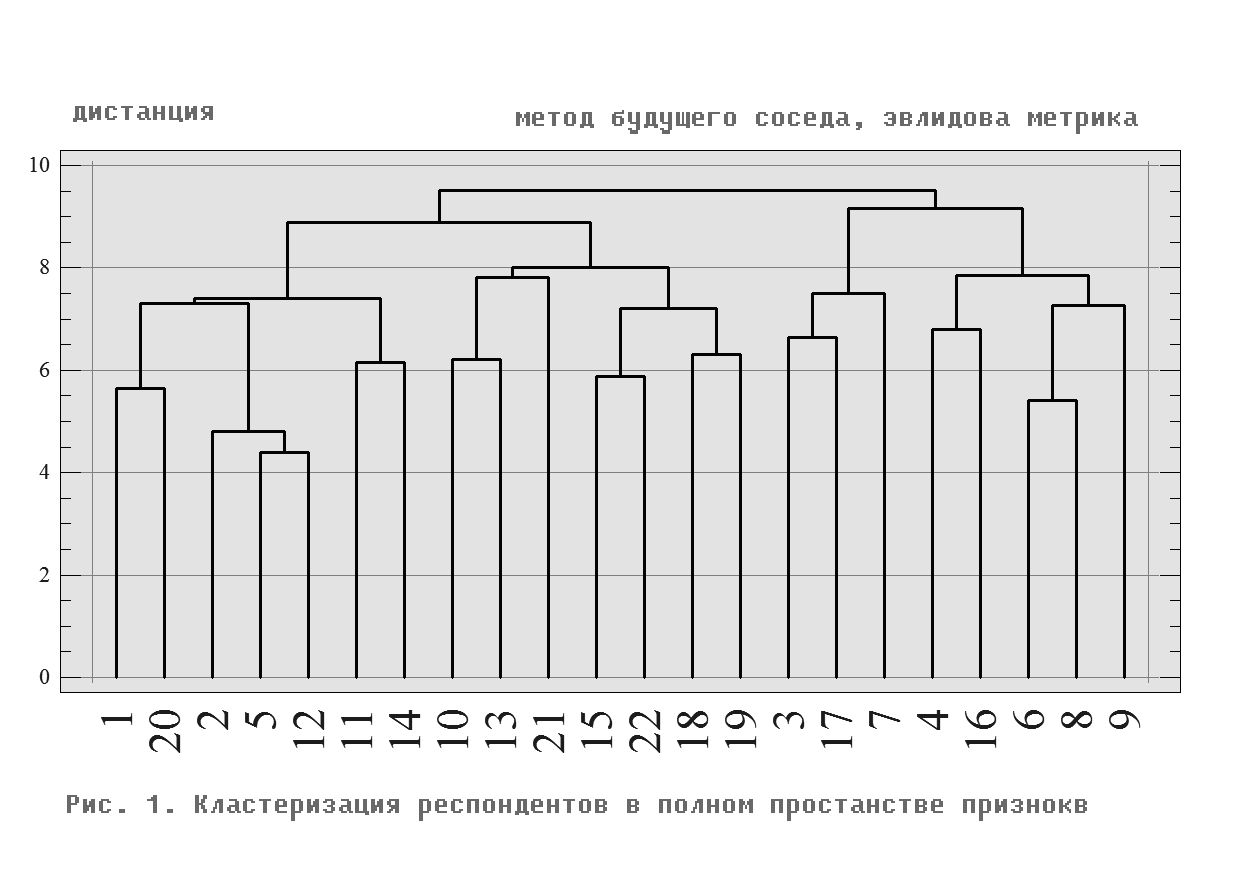 дистанция
метод будущего соседа, эвлидова метрика
10
8
6
4
2
0
1 20 2 5 12 11 14 10 13 21 15 22 18 19 3 17 7 4 16 6 8 9
Рис. 1. Кластеризация респондентов в полном простанстве признокв